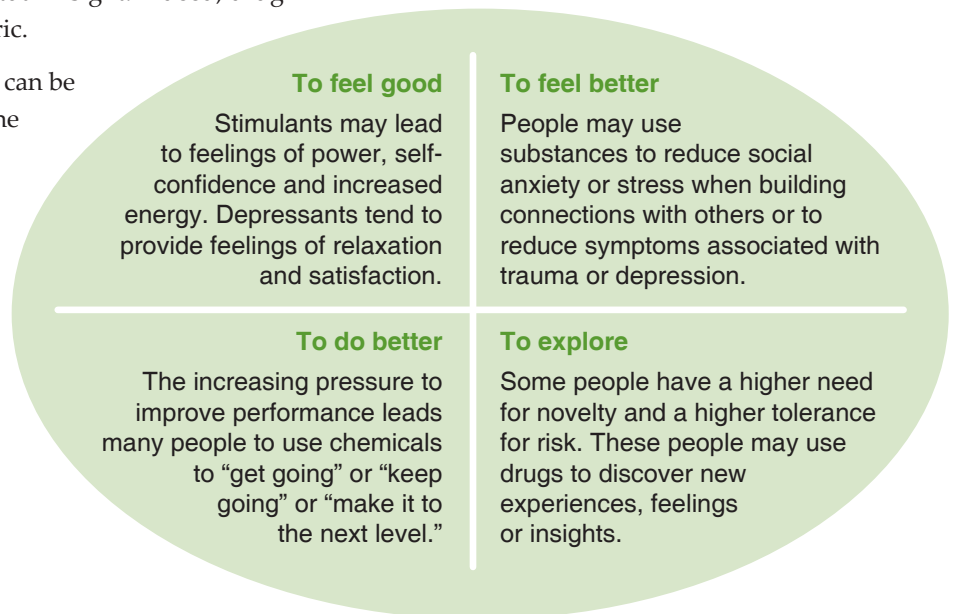 ric.
can be
To feel good
Stimulants may lead
to feelings of power, self-
confidence and increased
energy. Depressants tend to
provide feelings of relaxation
and satisfaction.
To feel better
People may use
substances to reduce social
anxiety or stress when building
connections with others or to
reduce symptoms associated with
trauma or depression.
To do better
The increasing pressure to
improve performance leads
many people to use chemicals
to “get going” or “keep
going” or “make it to
the next level.”
To explore
Some people have a higher need
for novelty and a higher tolerance
for risk. These people may use
drugs to discover new
experiences, feelings
or insights.